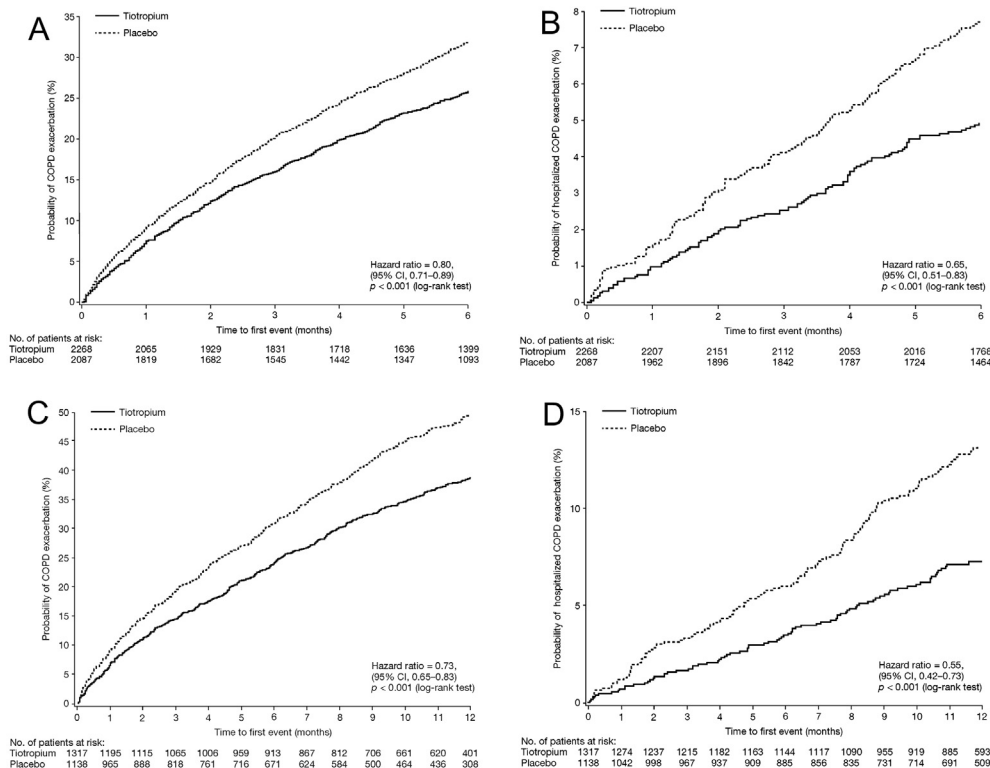 A
Tiotropium
Placebo
Probability of COPD exacerbation (%)
35
30
25
20
15
10
5
0
Hazard ratio = 0.80,
(95% CI, 0.71–0.89)
p < 0.001 (log-rank test)
0 1 2 3 4 5 6
Time to first event (months)
No. of patients at risk:
Tiotropium 2268 2065 1929 1831 1718 1636 1399
Placebo 2087 1819 1682 1545 1442 1347 1093
B
Tiotropium
Placebo
Probability of hospitalized COPD exacerbation (%)
8
7
6
5
4
3
2
1
0
Hazard ratio = 0.65,
(95% CI, 0.51–0.83)
p < 0.001 (log-rank test)
0 1 2 3 4 5 6
Time to first event (months)
No. of patients at risk:
Tiotropium 2268 2207 2151 2112 2053 2016 1766
Placebo 2087 1962 1896 1842 1787 1724 1464
C
Tiotropium
Placebo
Probability of COPD exacerbation (%)
50
45
40
35
30
25
20
15
10
5
0
Hazard ratio = 0.73,
(95% CI, 0.65–0.83)
p < 0.001 (log-rank test)
0 1 2 3 4 5 6 7 8 9 10 11 12
Time to first event (months)
No. of patients at risk:
Tiotropium 1317 1195 1115 1065 1006 959 913 867 812 706 661 620 401
Placebo 1138 965 888 818 761 716 671 624 584 500 464 436 308
D
Tiotropium
Placebo
Probability of hospitalized COPD exacerbation (%)
15
10
5
0
Hazard ratio = 0.55,
(95% CI, 0.42–0.73)
p < 0.001 (log-rank test)
0 1 2 3 4 5 6 7 8 9 10 11 12
Time to first event (months)
No. of patients at risk:
Tiotropium 1317 1274 1237 1215 1182 1163 1144 1117 1090 955 919 885 593
Placebo 1138 1042 998 967 937 909 885 856 835 731 714 691 509